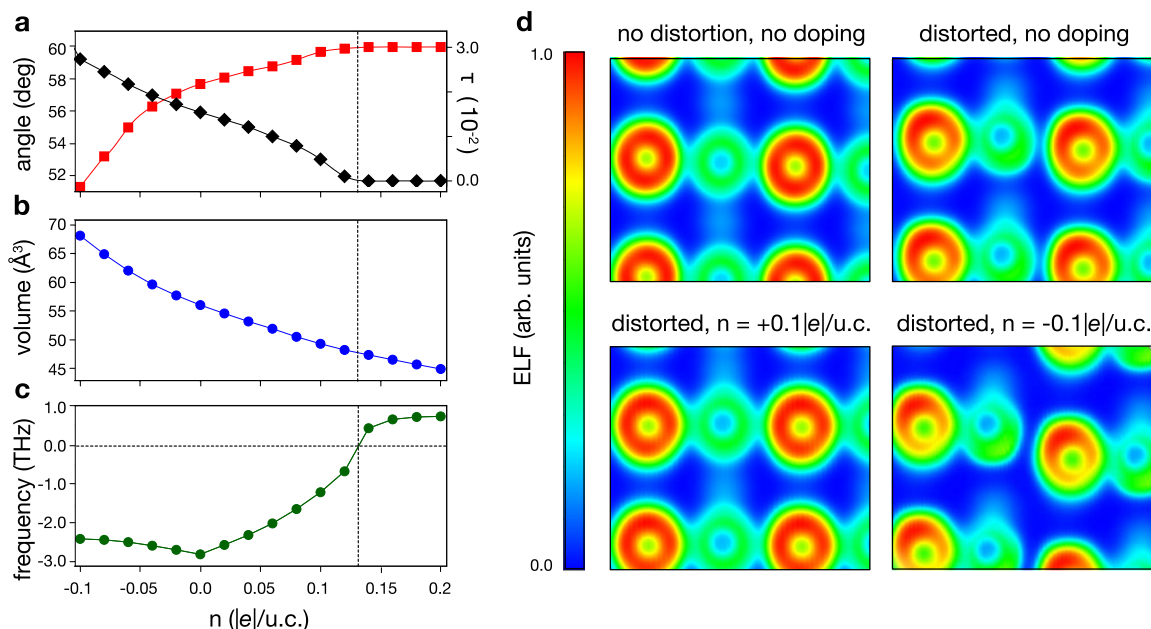 a
60
58
56
54
52
angle (deg)
3.0
0.0
τ (10⁻²)
b
70
65
60
55
50
45
volume (Å³)
c
1.0
0.0
-1.0
-2.0
-3.0
frequency (THz)
-0.1
-0.05
0.0
0.05
0.10
0.15
0.2
n (|e|/u.c.)
d
1.0
0.0
ELF (arb. units)
no distortion, no doping
distorted, no doping
distorted, n = +0.1|e|/u.c.
distorted, n = -0.1|e|/u.c.